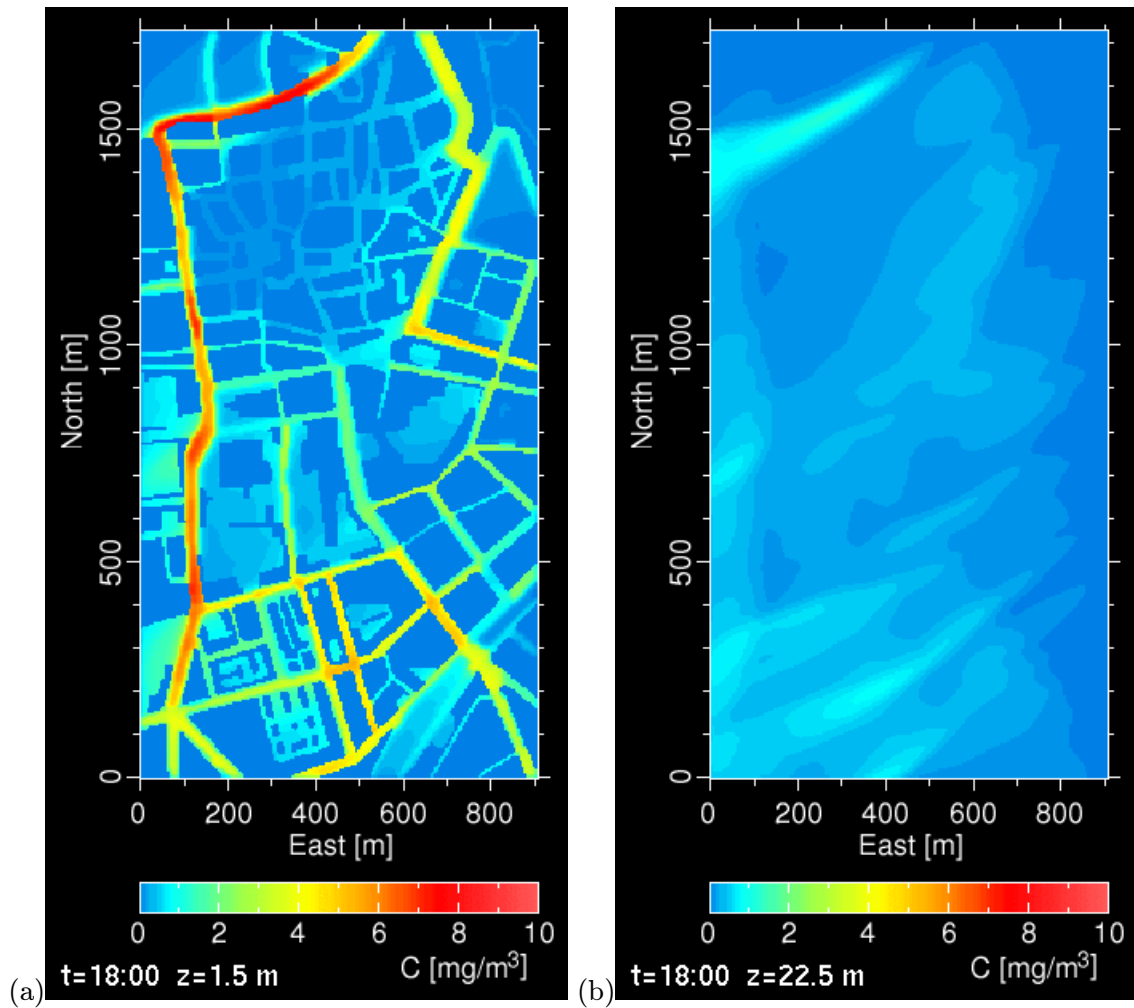 1500
1000
500
0
North [m]
0 200 400 600 800
East [m]
0 2 4 6 8 10
C [mg/m³]
t=18:00 z=1.5 m
(a)
1500
1000
500
0
North [m]
0 200 400 600 800
East [m]
0 2 4 6 8 10
C [mg/m³]
t=18:00 z=22.5 m
(b)